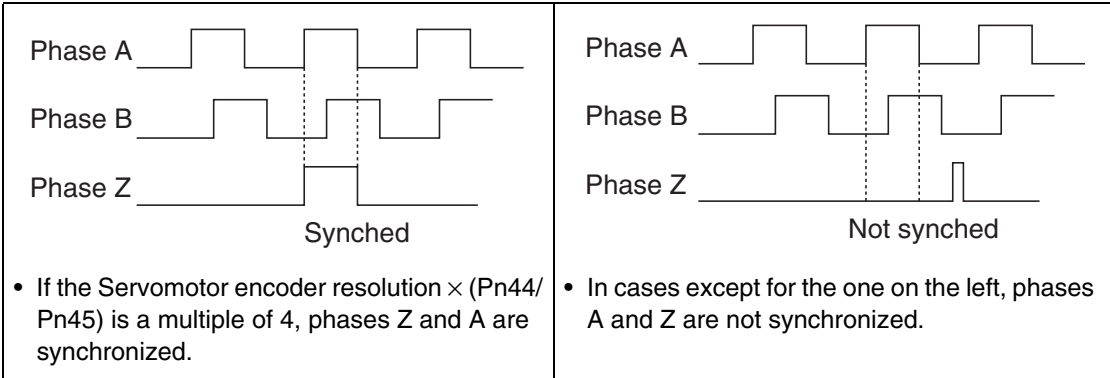 Phase A
Phase B
Phase Z
Synched
• If the Servomotor encoder resolution × (Pn44/
Pn45) is a multiple of 4, phases Z and A are
synchronized.
Phase A
Phase B
Phase Z
Not synched
• In cases except for the one on the left, phases
A and Z are not synchronized.